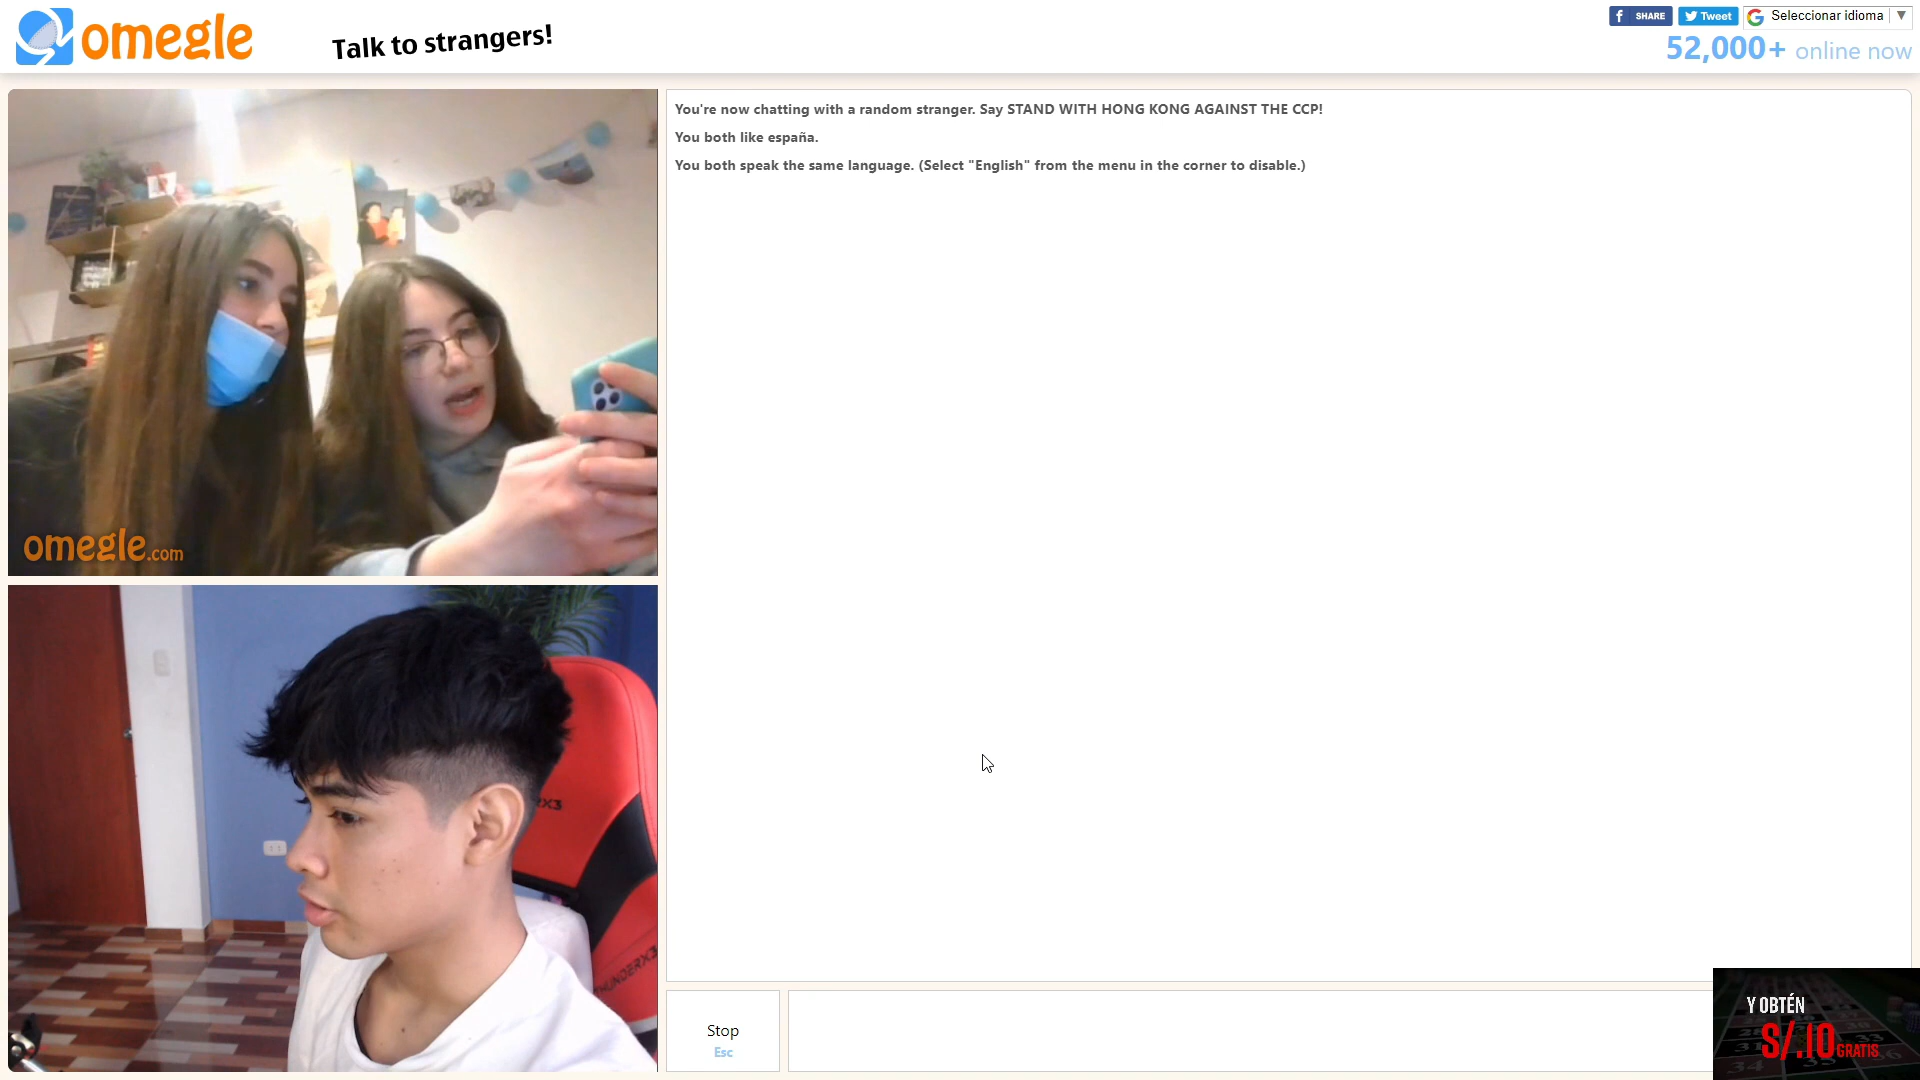 omegle
Talk to strangers!
SHARE
Tweet
Seleccionar idioma
52,000+ online now
You're now chatting with a random stranger. Say STAND WITH HONG KONG AGAINST THE CCP!
You both like españa.
You both speak the same language. (Select "English" from the menu in the corner to disable.)
omegle.com
THUNDERX3
Stop
Esc
Y OBTÉN
S/.10 GRATIS